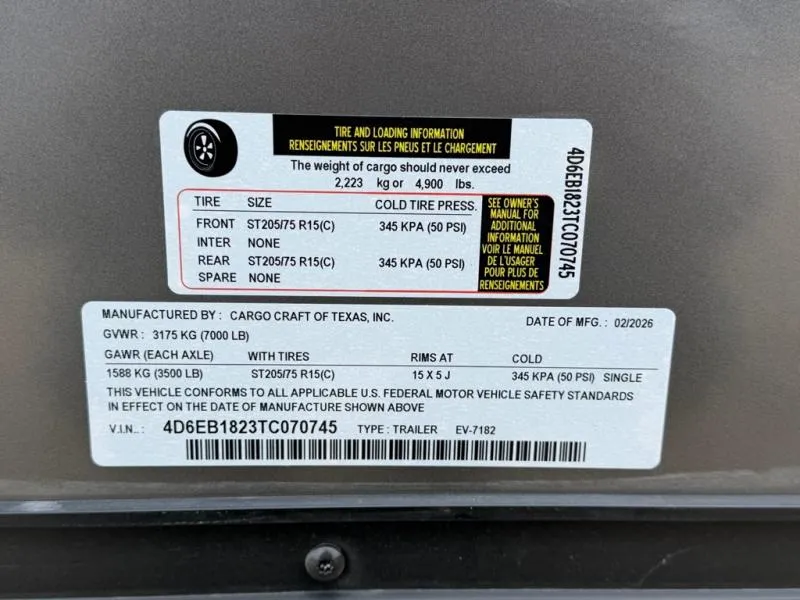 TIRE AND LOADING INFORMATION
RENSEIGNEMENTS SUR LES PNEUS ET LE CHARGEMENT
The weight of cargo should never exceed
2,223 kg or 4,900 lbs.
TIRE SIZE COLD TIRE PRESS.
FRONT ST205/75 R15(C) 345 KPA (50 PSI)
INTER NONE
REAR ST205/75 R15(C) 345 KPA (50 PSI)
SPARE NONE
SEE OWNER'S
MANUAL FOR
ADDITIONAL
INFORMATION
VOIR LE MANUEL
DE L'USAGER
POUR PLUS DE
RENSEIGNEMENTS
4D6EB1823TC070745
MANUFACTURED BY : CARGO CRAFT OF TEXAS, INC. DATE OF MFG. : 02/2026
GVWR : 3175 KG (7000 LB)
GAWR (EACH AXLE) WITH TIRES RIMS AT COLD
1588 KG (3500 LB) ST205/75 R15(C) 15 X 5 J 345 KPA (50 PSI) SINGLE
THIS VEHICLE CONFORMS TO ALL APPLICABLE U.S. FEDERAL MOTOR VEHICLE SAFETY STANDARDS
IN EFFECT ON THE DATE OF MANUFACTURE SHOWN ABOVE
V.I.N.. : 4D6EB1823TC070745 TYPE : TRAILER EV-7182